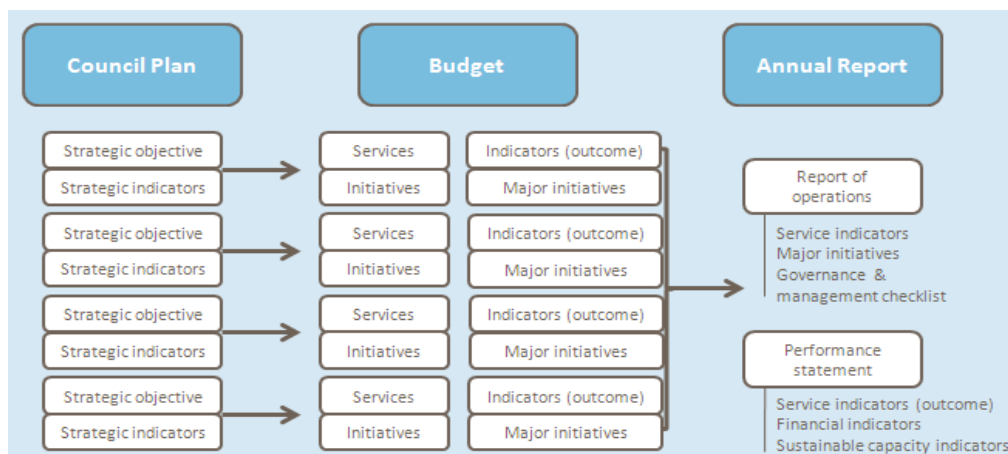 Council Plan
Budget
Annual Report
Strategic objective
Strategic indicators
Services
Initiatives
Indicators (outcome)
Major initiatives
Strategic objective
Strategic indicators
Services
Initiatives
Indicators (outcome)
Major initiatives
Strategic objective
Strategic indicators
Services
Initiatives
Indicators (outcome)
Major initiatives
Strategic objective
Strategic indicators
Services
Initiatives
Indicators (outcome)
Major initiatives
Report of
operations
Service indicators
Major initiatives
Governance &
management checklist
Performance
statement
Service indicators (outcome)
Financial indicators
Sustainable capacity indicators